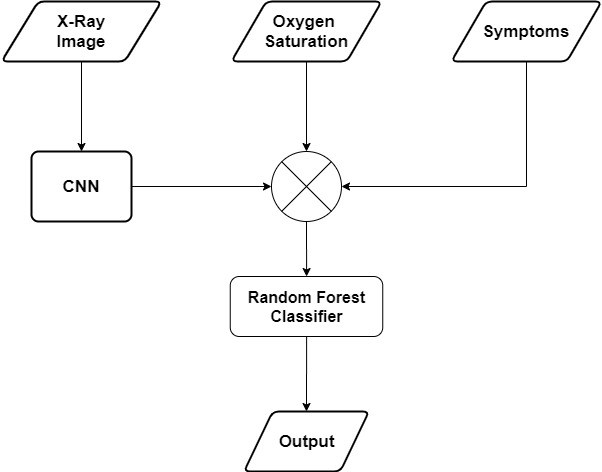 X-Ray
Image
Oxygen
Saturation
Symptoms
CNN
Random Forest
Classifier
Output